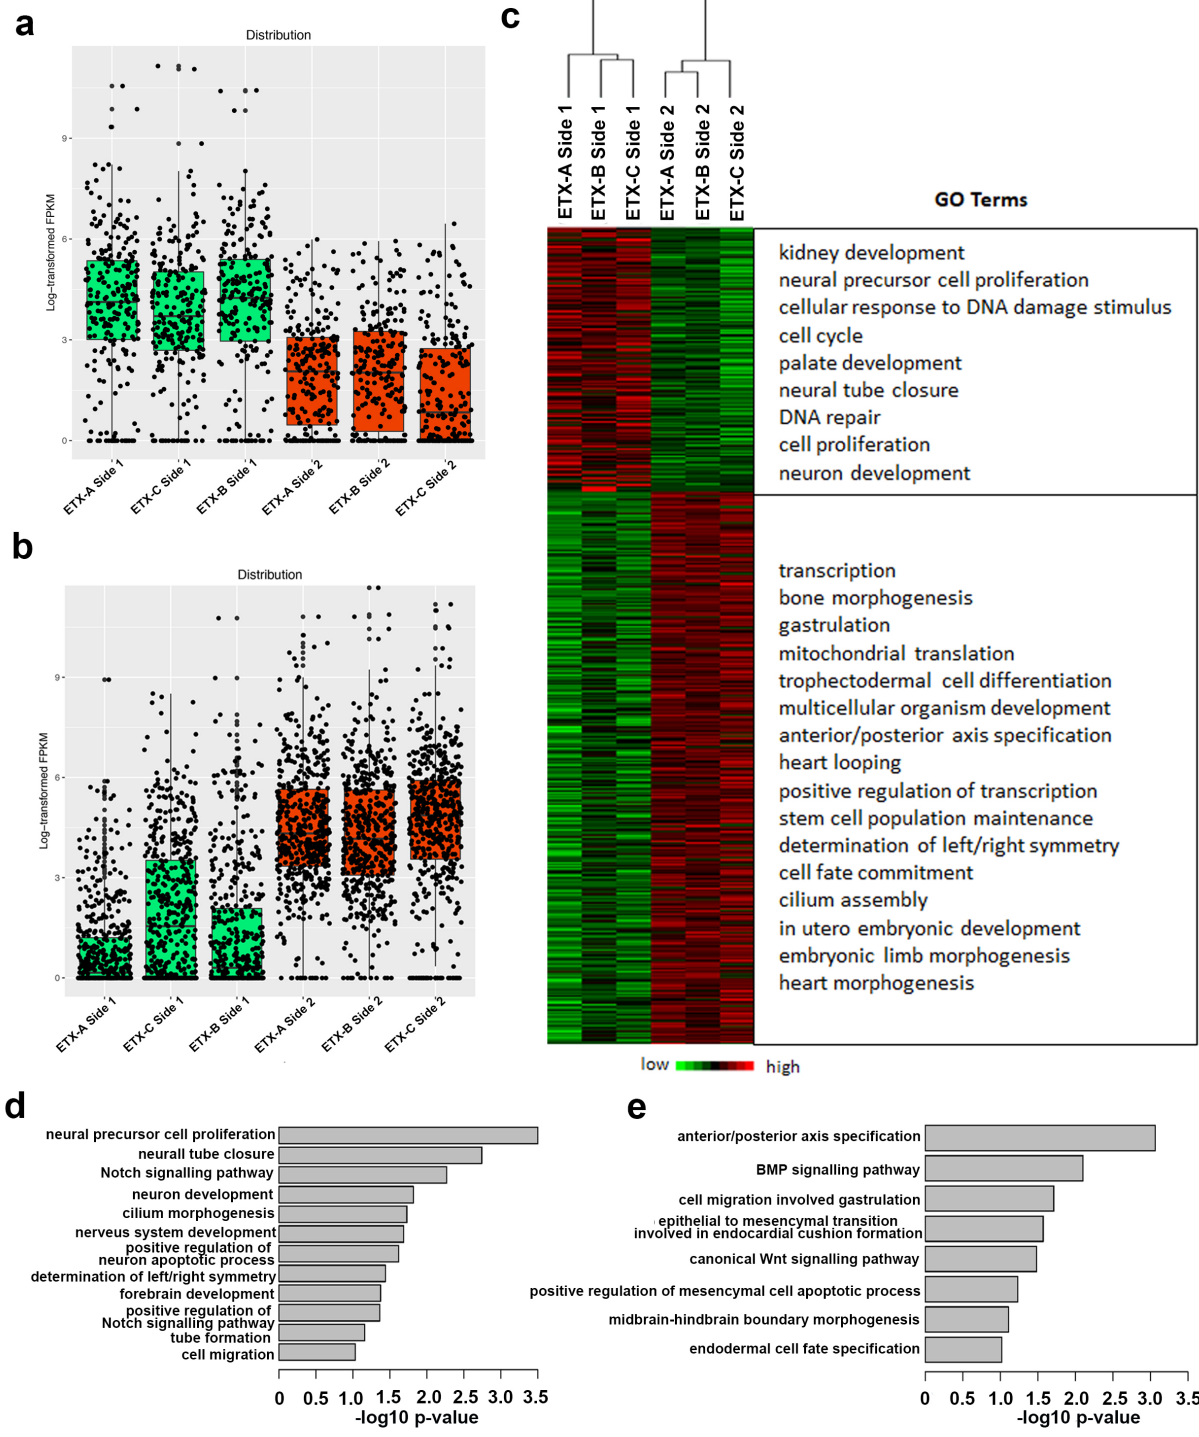 a
Distribution
Log-transformed FPKM
9
6
3
0
ETX-A Side 1
ETX-C Side 1
ETX-B Side 1
ETX-A Side 2
ETX-B Side 2
ETX-C Side 2
b
Distribution
Log-transformed FPKM
9
6
3
0
ETX-A Side 1
ETX-C Side 1
ETX-B Side 1
ETX-A Side 2
ETX-B Side 2
ETX-C Side 2
c
ETX-A Side 1
ETX-B Side 1
ETX-C Side 1
ETX-A Side 2
ETX-B Side 2
ETX-C Side 2
GO Terms
kidney development
neural precursor cell proliferation
cellular response to DNA damage stimulus
cell cycle
palate development
neural tube closure
DNA repair
cell proliferation
neuron development
transcription
bone morphogenesis
gastrulation
mitochondrial translation
trophectodermal cell differentiation
multicellular organism development
anterior/posterior axis specification
heart looping
positive regulation of transcription
stem cell population maintenance
determination of left/right symmetry
cell fate commitment
cilium assembly
in utero embryonic development
embryonic limb morphogenesis
heart morphogenesis
low high
d
neural precursor cell proliferation
neurall tube closure
Notch signalling pathway
neuron development
cilium morphogenesis
nerveus system development
positive regulation of
neuron apoptotic process
determination of left/right symmetry
forebrain development
positive regulation of
Notch signalling pathway
tube formation
cell migration
0 0.5 1.0 1.5 2.0 2.5 3.0 3.5
-log10 p-value
e
anterior/posterior axis specification
BMP signalling pathway
cell migration involved gastrulation
epithelial to mesencymal transition
involved in endocardial cushion formation
canonical Wnt signalling pathway
positive regulation of mesencymal cell apoptotic process
midbrain-hindbrain boundary morphogenesis
endodermal cell fate specification
0 0.5 1.0 1.5 2.0 2.5 3.0 3.5
-log10 p-value